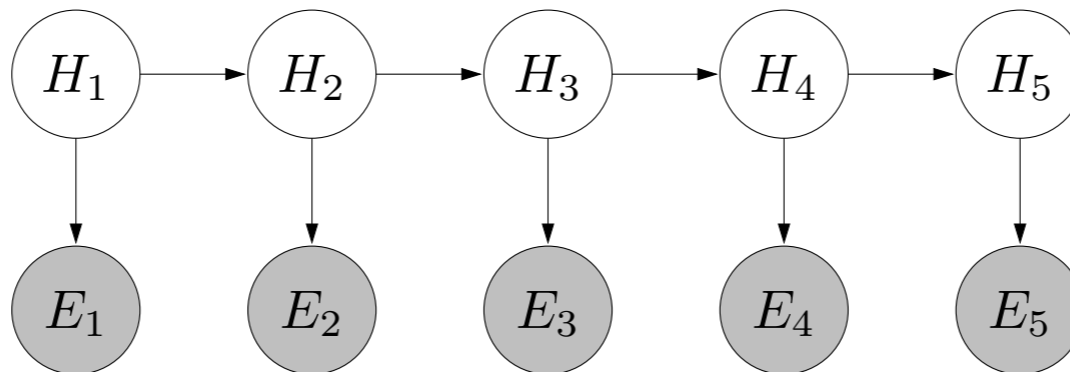 H₁ H₂ H₃ H₄ H₅
E₁ E₂ E₃ E₄ E₅